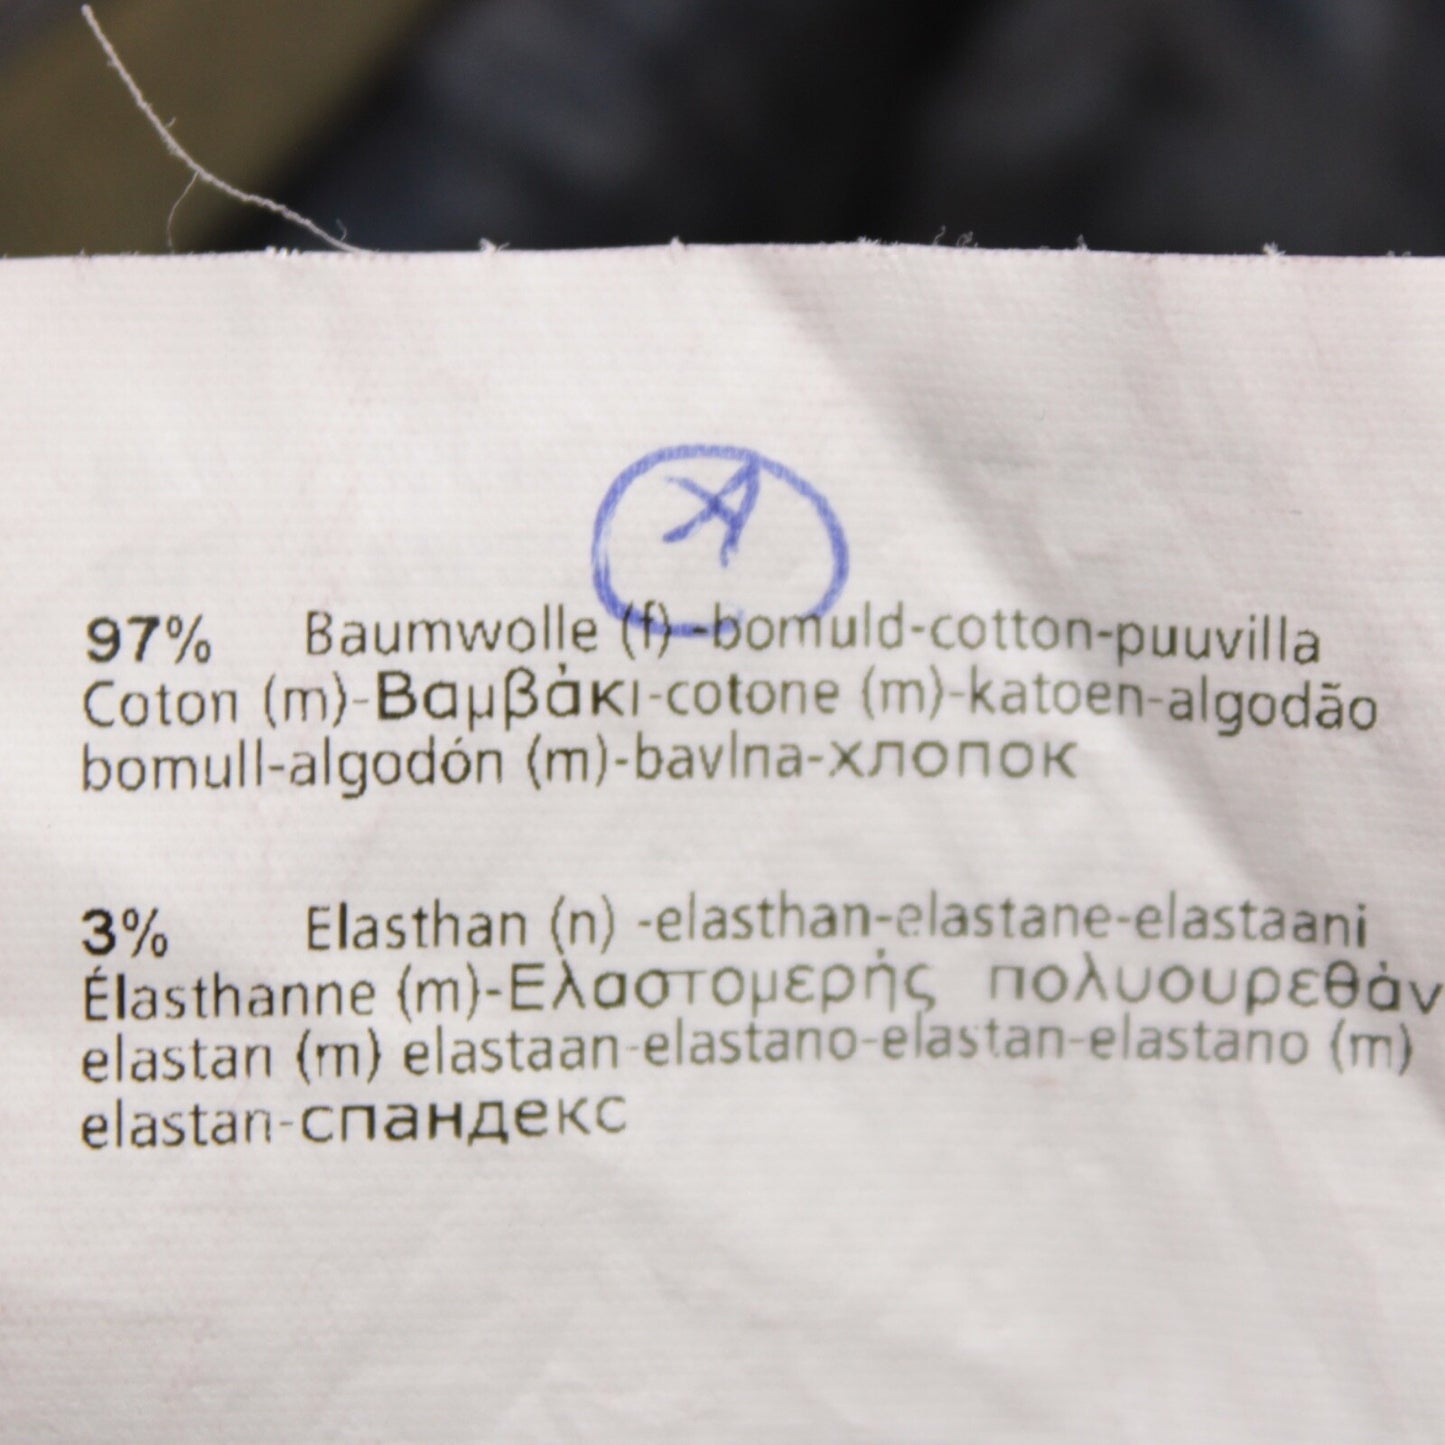 A
97% Baumwolle (f) -bomuld-cotton-puuvilla
Coton (m)-Βαμβάκι-cotone (m)-katoen-algodão
bomull-algodón (m)-bavlna-хлопок
3% Elasthan (n) -elasthan-elastane-elastaani
Élasthanne (m)-Ελαστομερής πολυουρεθάν
elastan (m) elastaan-elastano-elastan-elastano (m)
elastan-спандекс